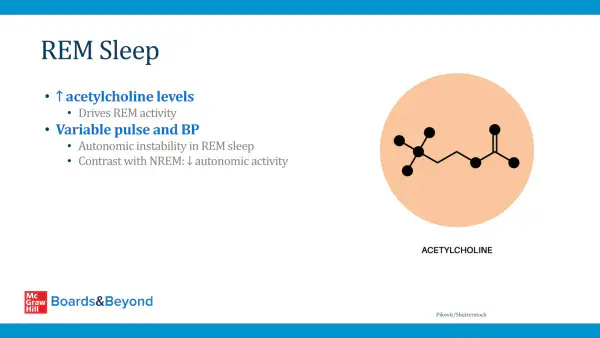 REM Sleep
• ↑ acetylcholine levels
• Drives REM activity
• Variable pulse and BP
• Autonomic instability in REM sleep
• Contrast with NREM: ↓ autonomic activity
ACETYLCHOLINE
Mc
Graw
Hill
Boards&Beyond
Pikovit/Shutterstock